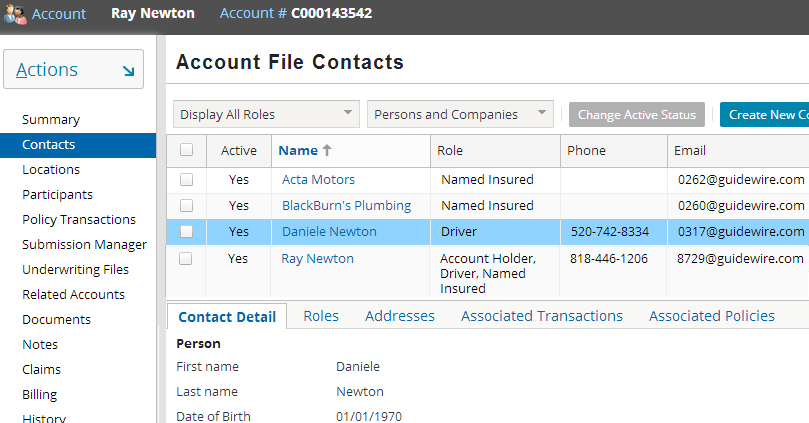 Account Ray Newton Account # C000143542
Actions
Account File Contacts
Summary
Contacts
Locations
Participants
Policy Transactions
Submission Manager
Underwriting Files
Related Accounts
Documents
Notes
Claims
Billing
History
Display All Roles Persons and Companies Change Active Status Create New Co
Active Name Role Phone Email
Yes Acta Motors Named Insured 0262@guidewire.com
Yes BlackBurn's Plumbing Named Insured 0260@guidewire.com
Yes Daniele Newton Driver 520-742-8334 0317@guidewire.com
Yes Ray Newton Account Holder, 818-446-1206 8729@guidewire.com
Driver, Named
Insured
Contact Detail Roles Addresses Associated Transactions Associated Policies
Person
First name Daniele
Last name Newton
Date of Birth 01/01/1970